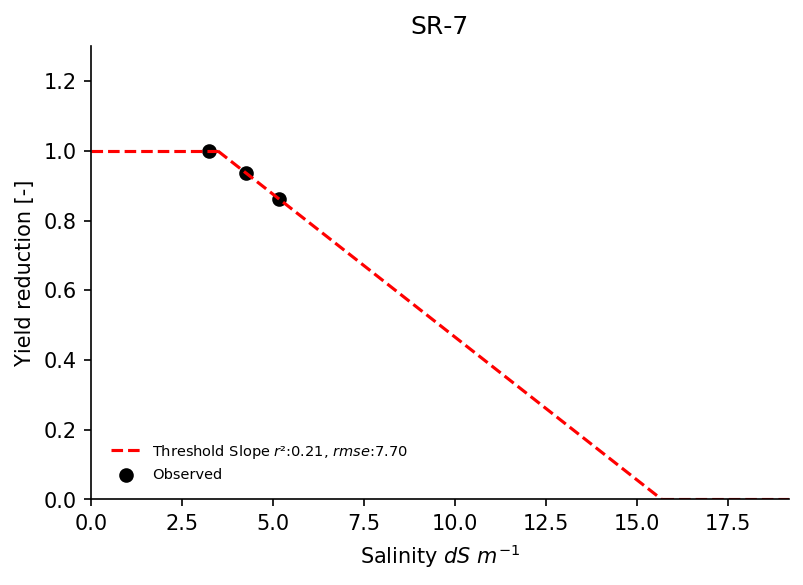 SR-7
Yield reduction [-]
1.2
1.0
0.8
0.6
0.4
0.2
0.0
Threshold Slope r²:0.21, rmse:7.70
Observed
0.0 2.5 5.0 7.5 10.0 12.5 15.0 17.5
Salinity dS m⁻¹